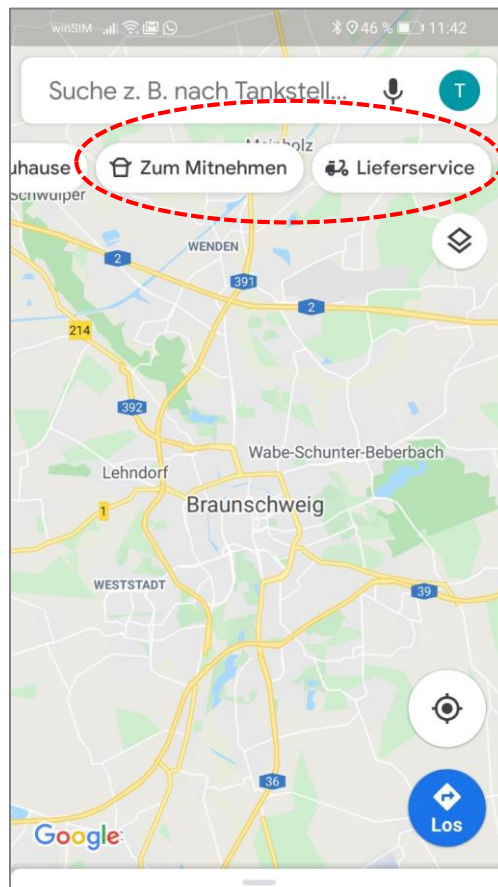 winSIM 46 % 11:42
Suche z. B. nach Tankstell... T
uhause Zum Mitnehmen Lieferservice
Schwülper
WENDEN
2
391
2
214
392
Wabe-Schunter-Beberbach
Lehndorf
1
Braunschweig
WESTSTADT
39
36
Los
Google